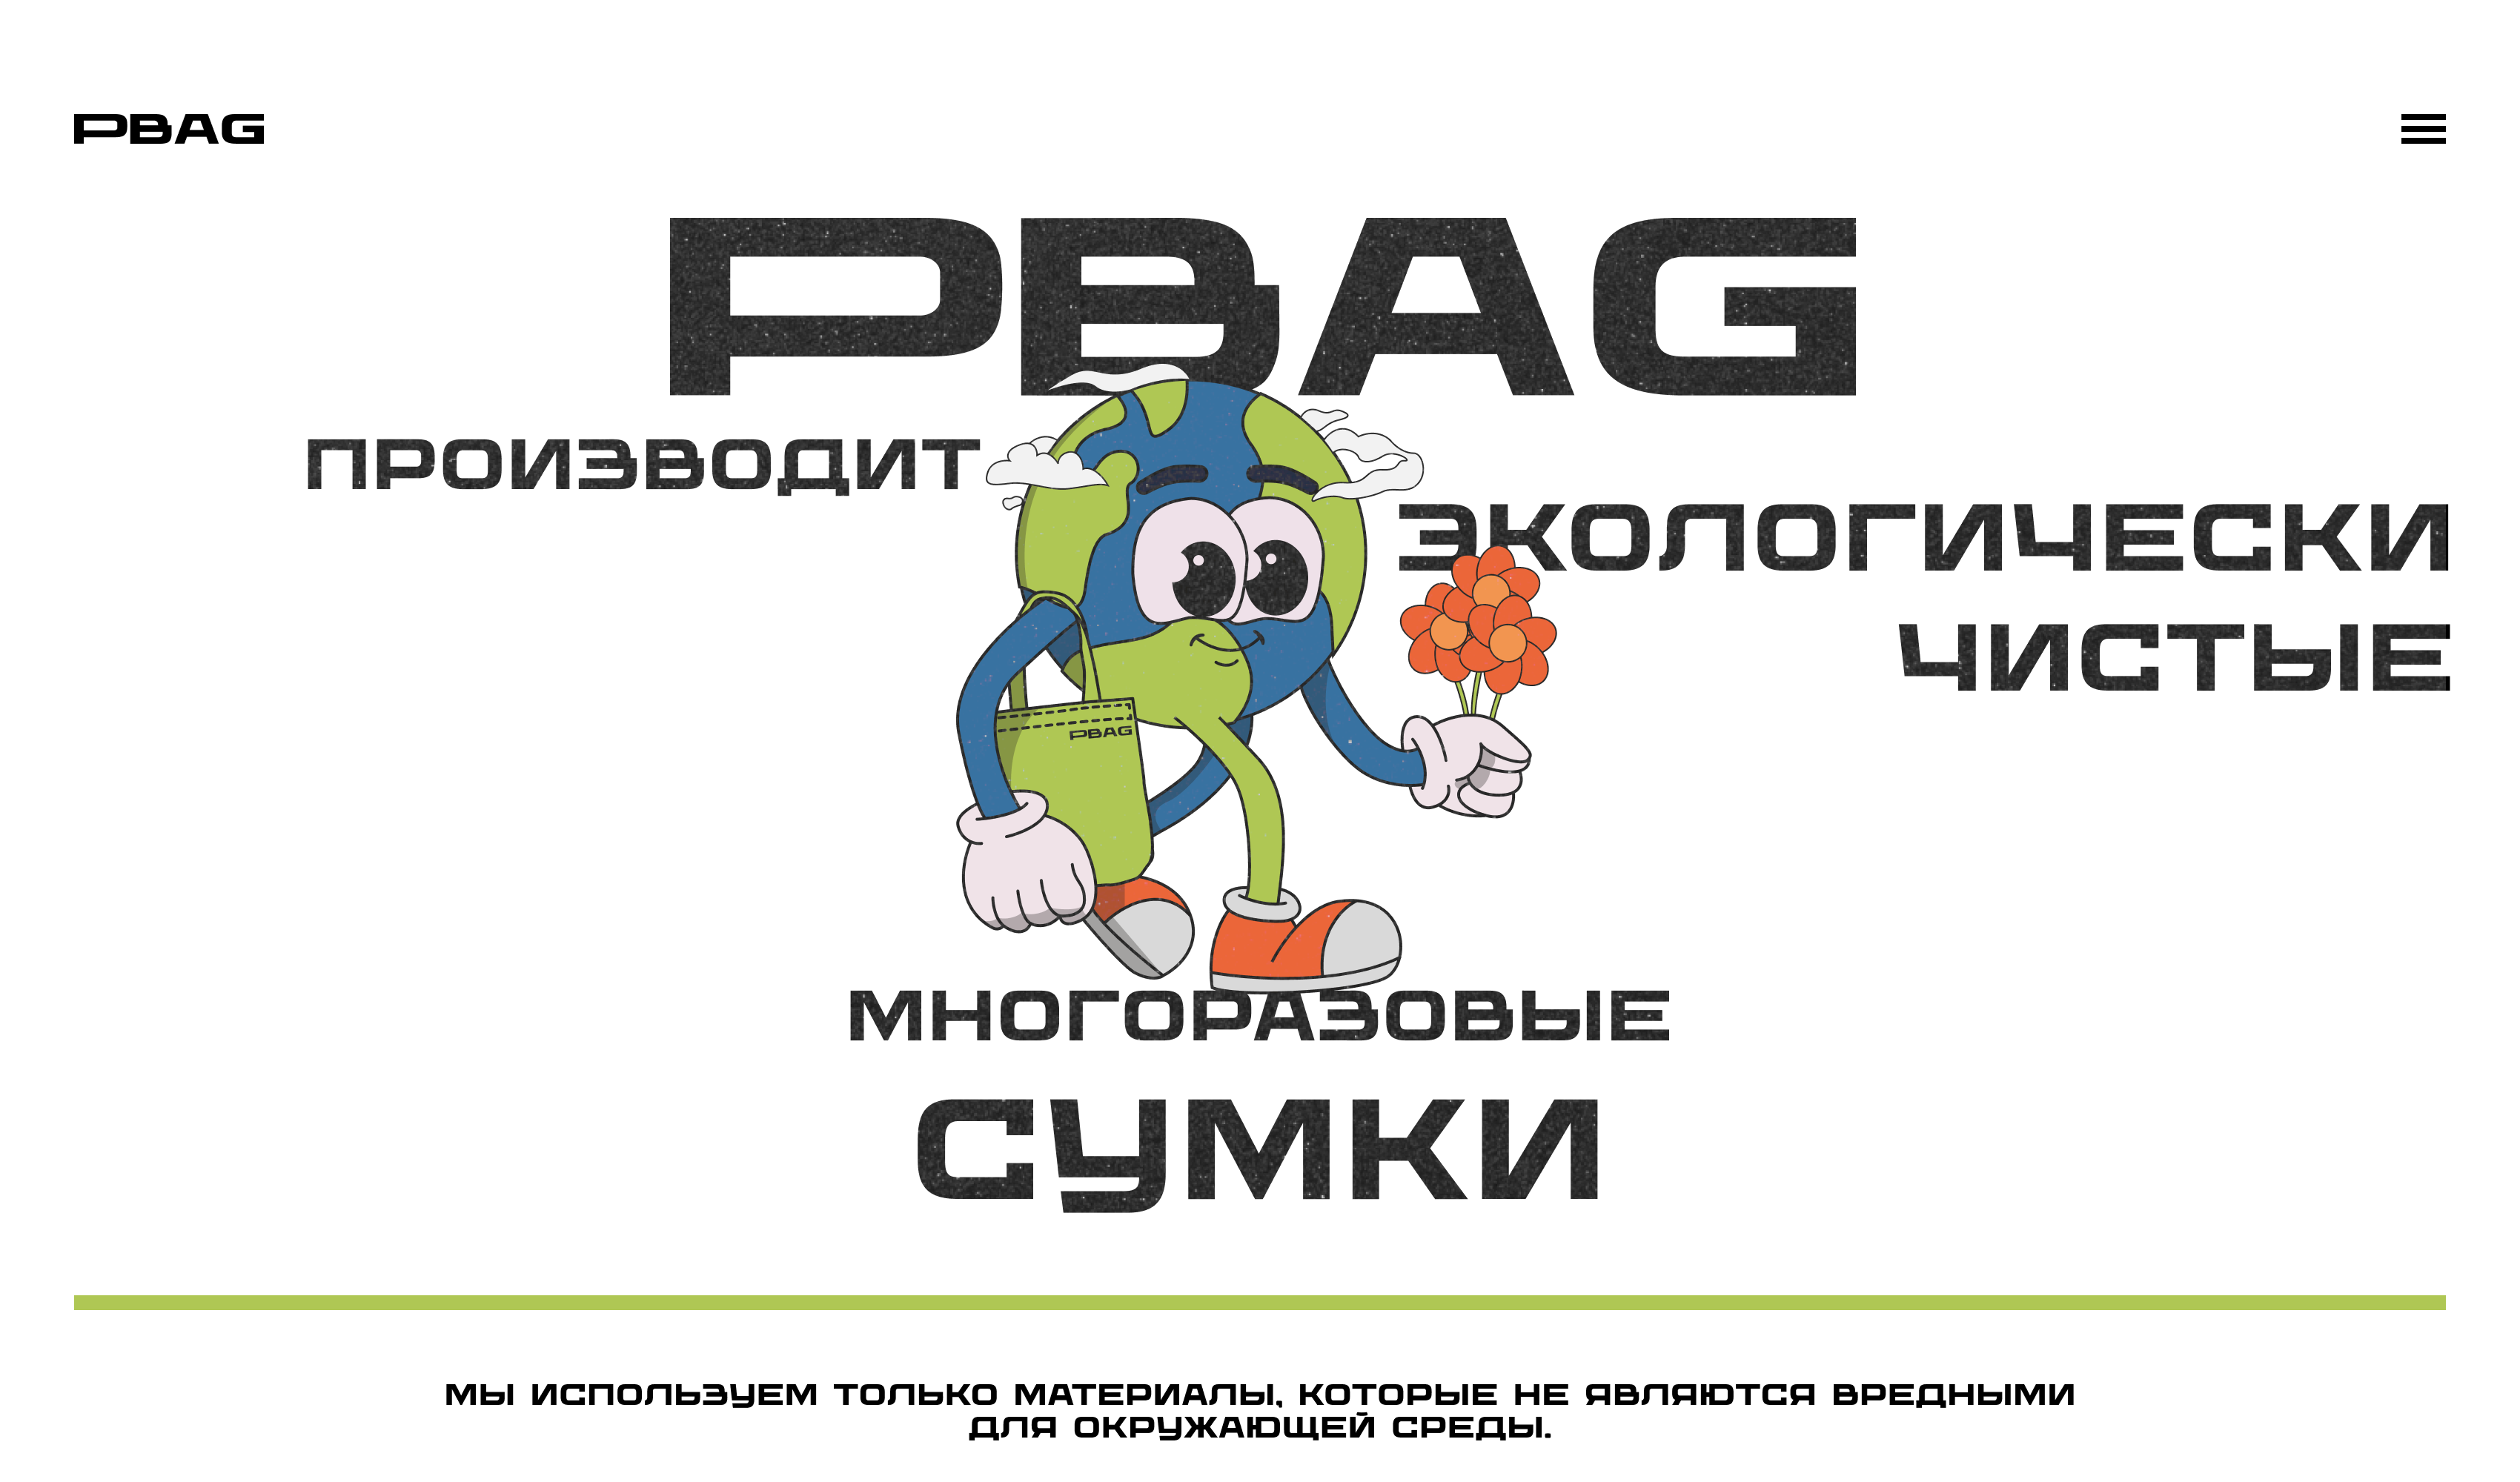 PBAG
PBAG
ПРОИЗВОДИТ
ЭКОЛОГИЧЕСКИ
ЧИСТЫЕ
PBAG
МНОГОРАЗОВЫЕ
СУМКИ
МЫ ИСПОЛЬЗУЕМ ТОЛЬКО МАТЕРИАЛЫ, КОТОРЫЕ НЕ ЯВЛЯЮТСЯ ВРЕДНЫМИ
ДЛЯ ОКРУЖАЮЩЕЙ СРЕДЫ.